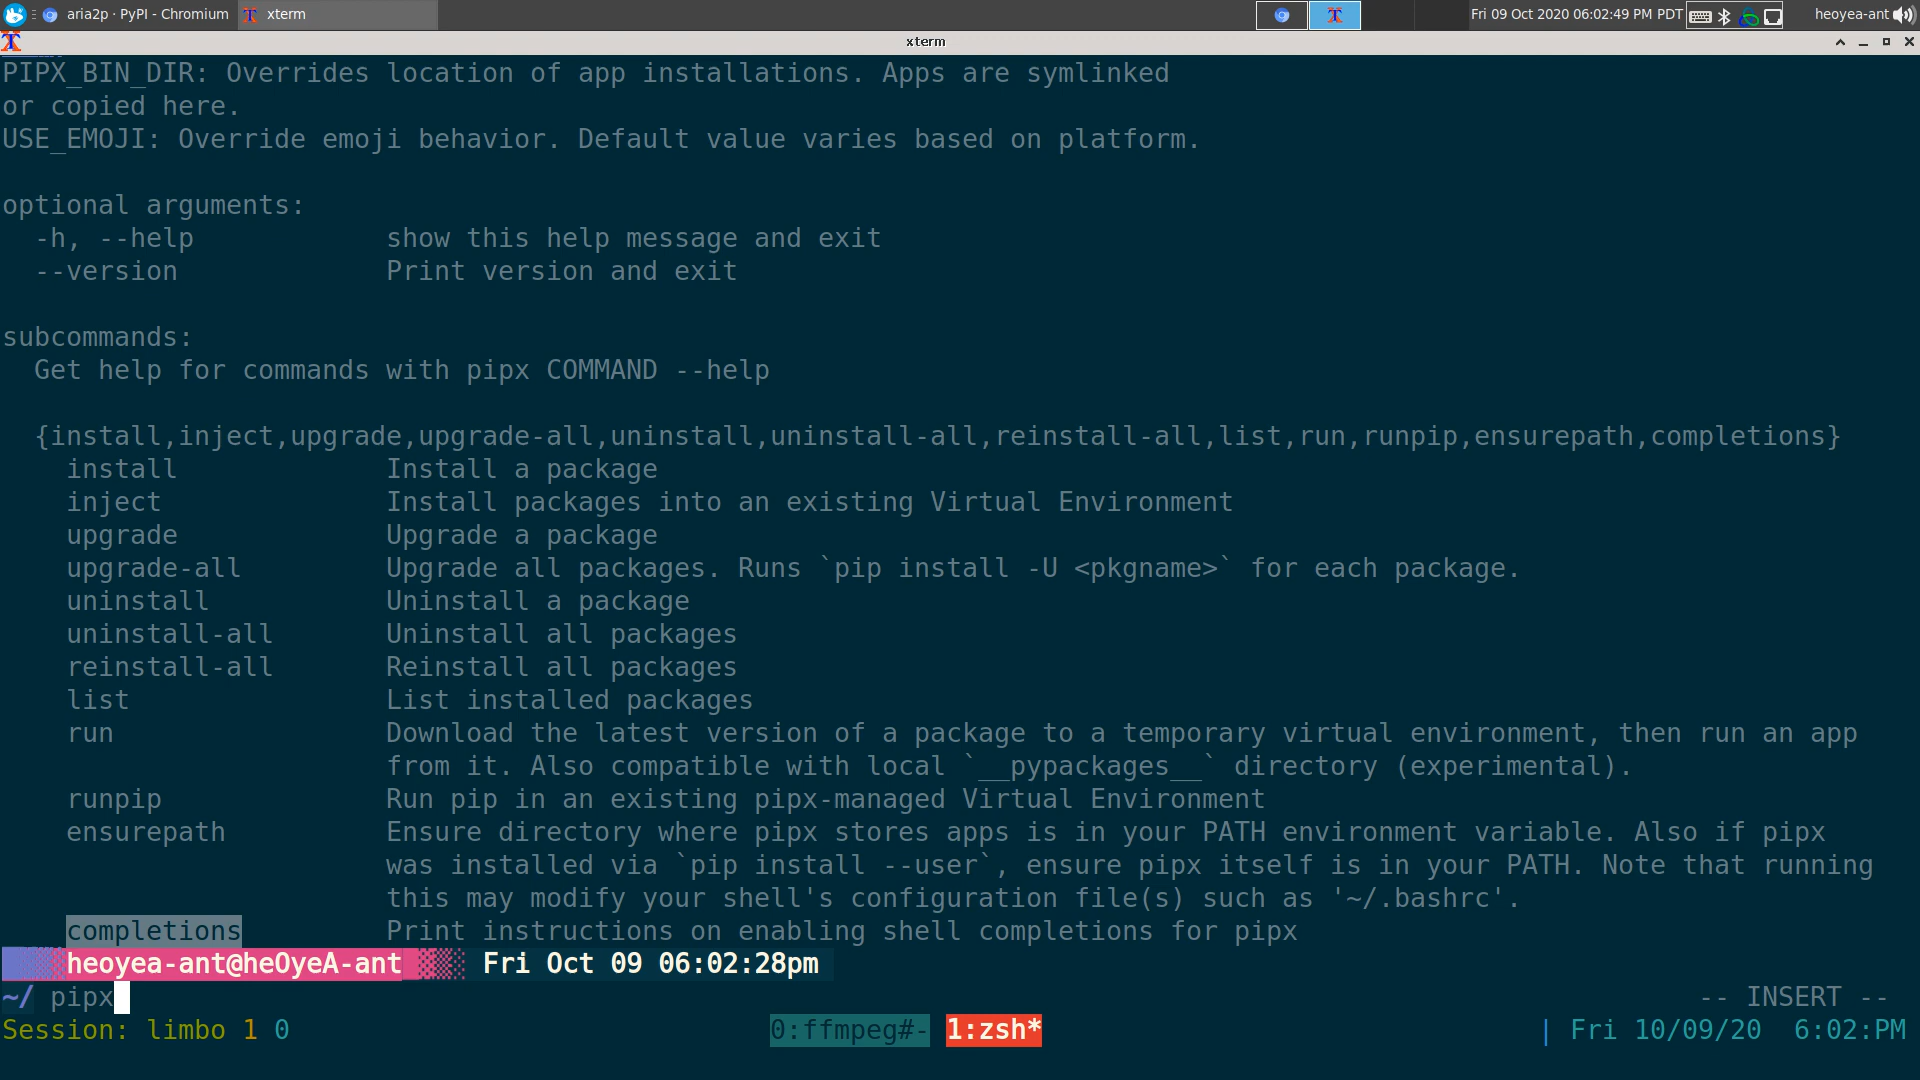 aria2p · PyPI - Chromium xterm Fri 09 Oct 2020 06:02:49 PM PDT heoyea-ant
xterm
PIPX_BIN_DIR: Overrides location of app installations. Apps are symlinked
or copied here.
USE_EMOJI: Override emoji behavior. Default value varies based on platform.
optional arguments:
-h, --help show this help message and exit
--version Print version and exit
subcommands:
Get help for commands with pipx COMMAND --help
{install,inject,upgrade,upgrade-all,uninstall,uninstall-all,reinstall-all,list,run,runpip,ensurepath,completions}
install Install a package
inject Install packages into an existing Virtual Environment
upgrade Upgrade a package
upgrade-all Upgrade all packages. Runs `pip install -U <pkgname>` for each package.
uninstall Uninstall a package
uninstall-all Uninstall all packages
reinstall-all Reinstall all packages
list List installed packages
run Download the latest version of a package to a temporary virtual environment, then run an app
from it. Also compatible with local `__pypackages__` directory (experimental).
runpip Run pip in an existing pipx-managed Virtual Environment
ensurepath Ensure directory where pipx stores apps is in your PATH environment variable. Also if pipx
was installed via `pip install --user`, ensure pipx itself is in your PATH. Note that running
this may modify your shell's configuration file(s) such as '~/.bashrc'.
completions Print instructions on enabling shell completions for pipx
heoyea-ant@heOyeA-ant Fri Oct 09 06:02:28pm
~/ pipx -- INSERT --
Session: limbo 1 0 0:ffmpeg#- 1:zsh* | Fri 10/09/20 6:02:PM